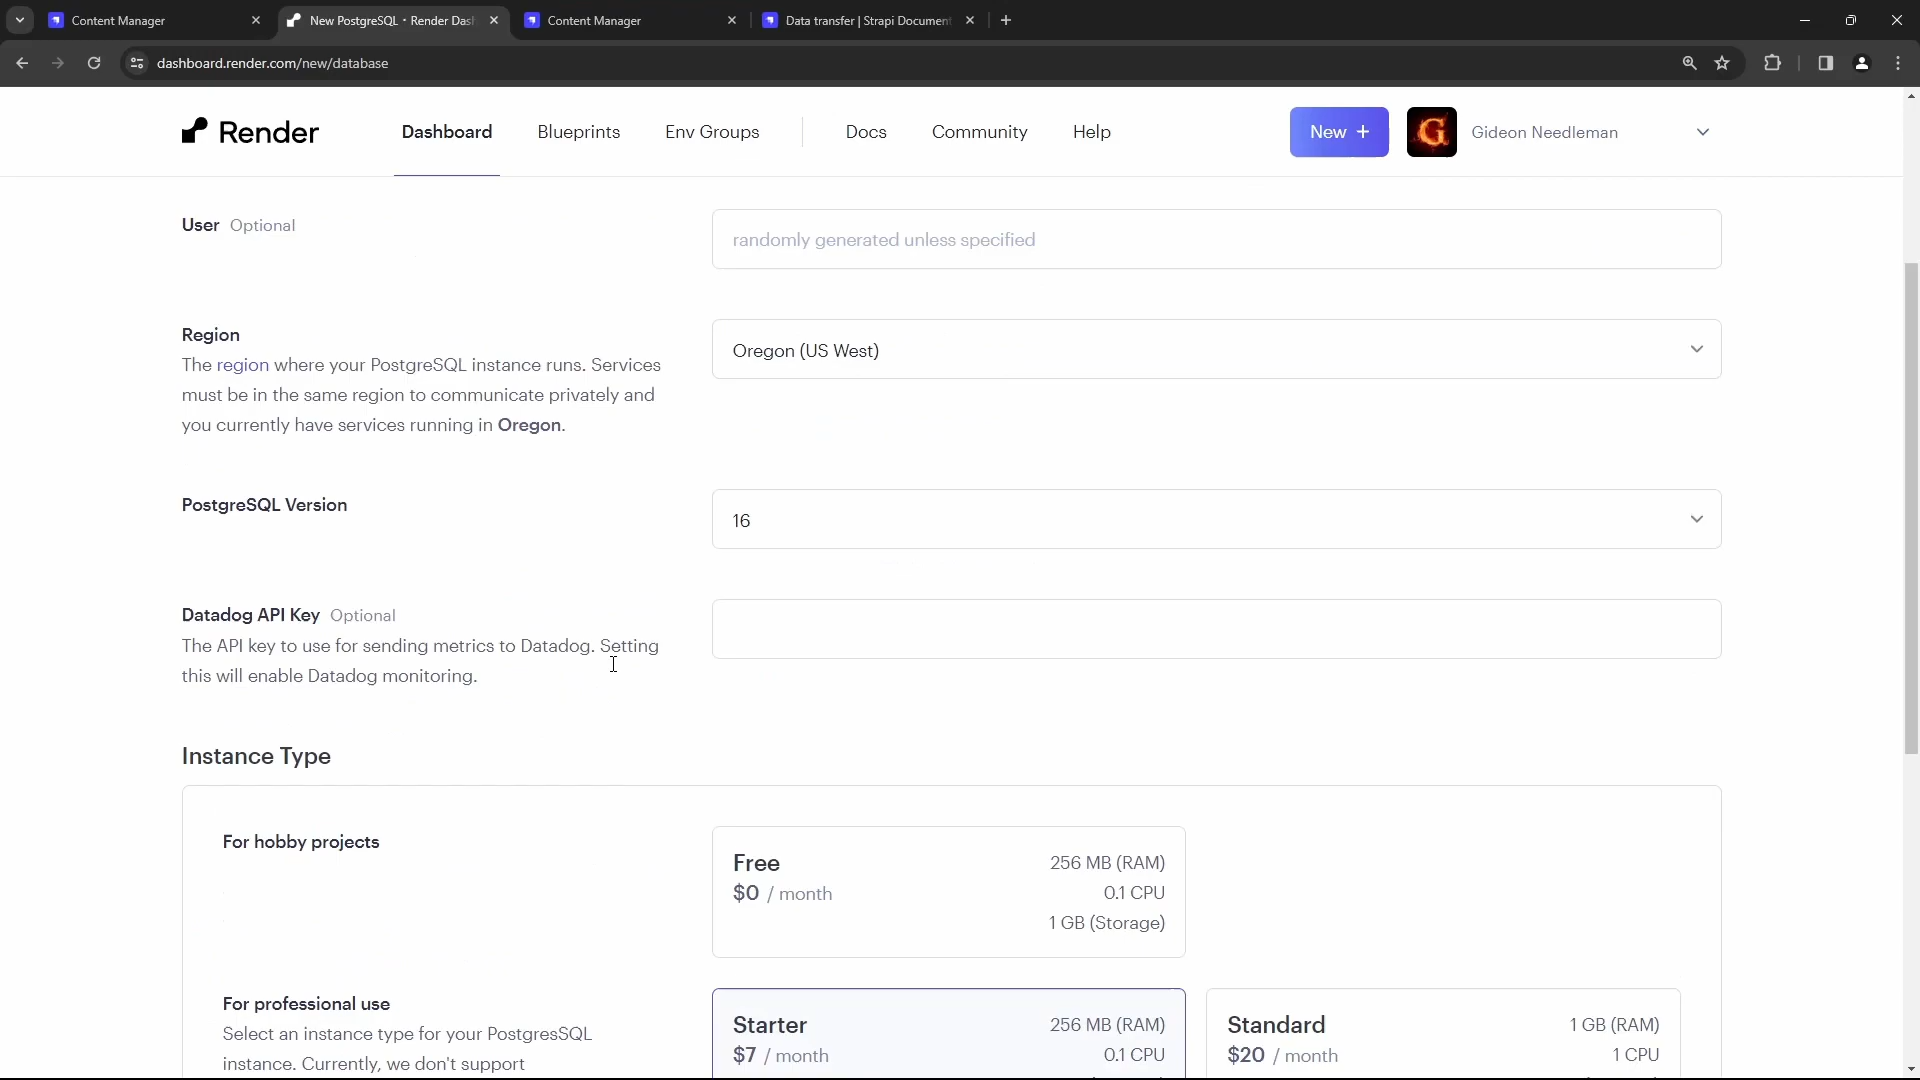 Content Manager
New PostgreSQL • Render Das
Content Manager
Data transfer | Strapi Document
dashboard.render.com/new/database
Render
Dashboard
Blueprints
Env Groups
Docs
Community
Help
New +
G
Gideon Needleman
User Optional
randomly generated unless specified
Region
The region where your PostgreSQL instance runs. Services
must be in the same region to communicate privately and
you currently have services running in Oregon.
Oregon (US West)
PostgreSQL Version
16
Datadog API Key Optional
The API key to use for sending metrics to Datadog. Setting
this will enable Datadog monitoring.
Instance Type
For hobby projects
Free
256 MB (RAM)
$0 / month
0.1 CPU
1 GB (Storage)
For professional use
Select an instance type for your PostgresSQL
instance. Currently, we don't support
Starter
256 MB (RAM)
$7 / month
0.1 CPU
Standard
1 GB (RAM)
$20 / month
1 CPU